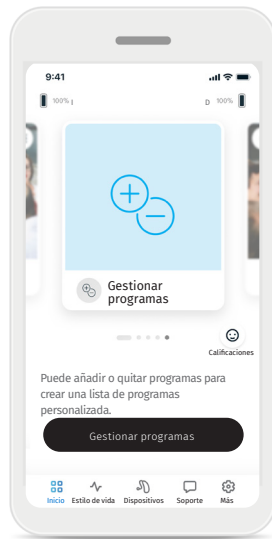 9:41
100% I
D 100%
Gestionar
programas
Calificaciones
Puede añadir o quitar programas para
crear una lista de programas
personalizada.
Gestionar programas
Inicio Estilo de vida Dispositivos Soporte Más